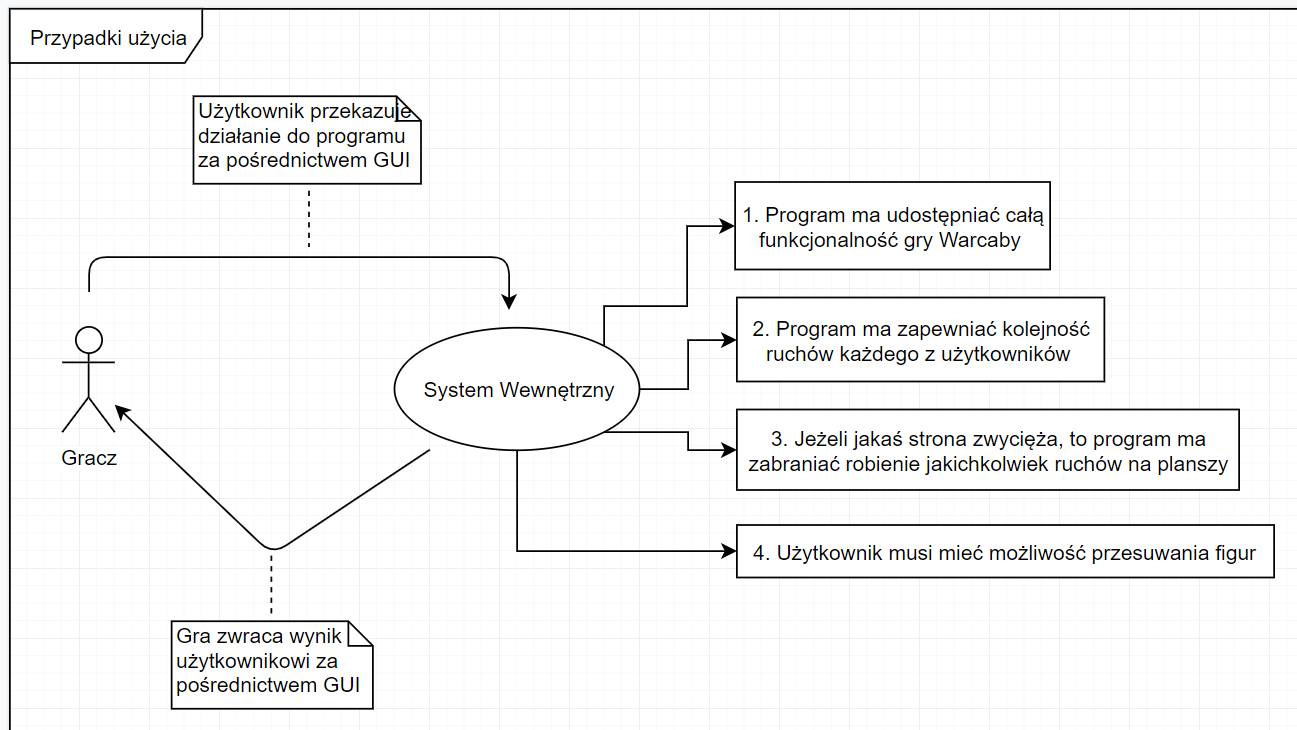 Przypadki użycia
Użytkownik przekazuje
działanie do programu
za pośrednictwem GUI
1. Program ma udostępniać całą
funkcjonalność gry Warcaby
2. Program ma zapewniać kolejność
ruchów każdego z użytkowników
System Wewnętrzny
3. Jeżeli jakaś strona zwycięża, to program ma
zabraniać robienie jakichkolwiek ruchów na planszy
Gracz
4. Użytkownik musi mieć możliwość przesuwania figur
Gra zwraca wynik
użytkownikowi za
pośrednictwem GUI